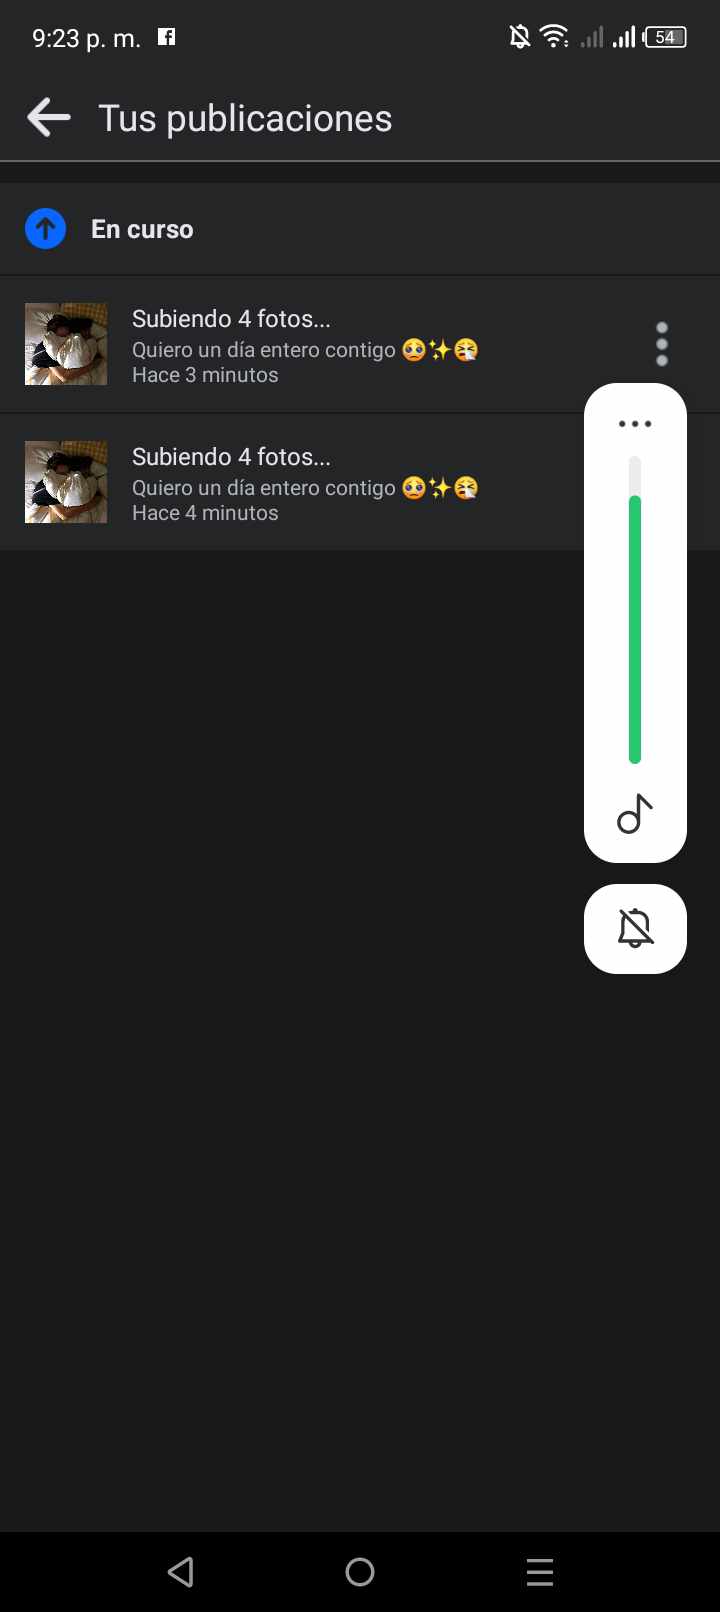 9:23 p. m.
54
Tus publicaciones
En curso
Subiendo 4 fotos...
Quiero un día entero contigo 🥺✨😮‍💨
Hace 3 minutos
Subiendo 4 fotos...
Quiero un día entero contigo 🥺✨😮‍💨
Hace 4 minutos